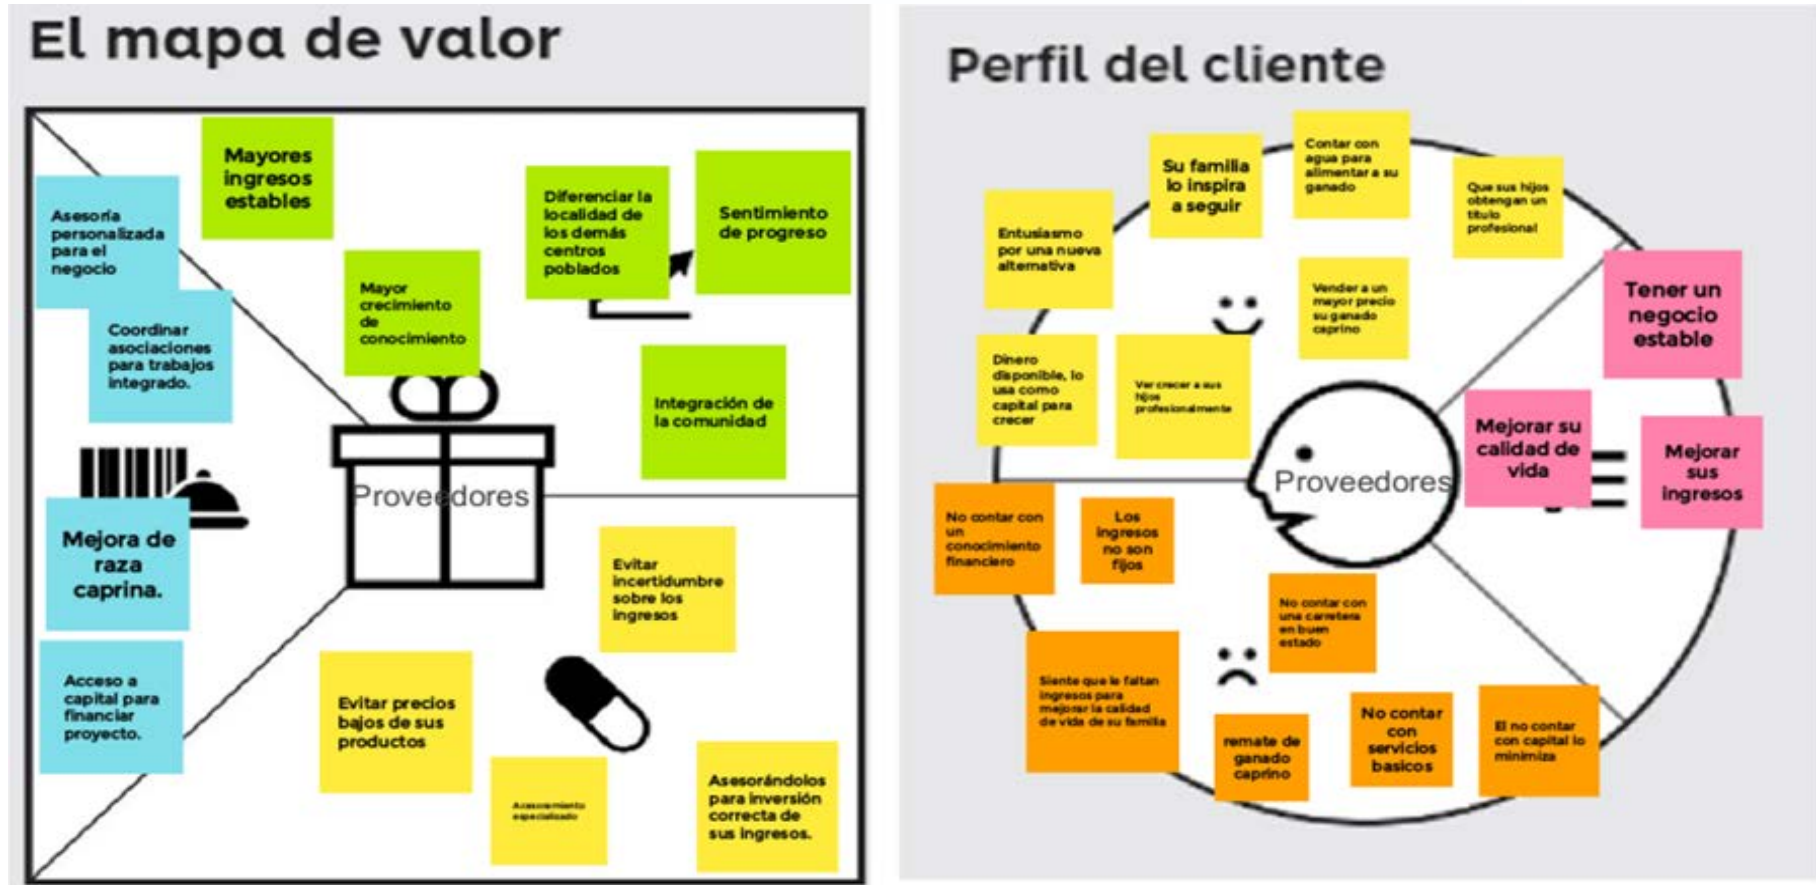 El mapa de valor
Mayores
ingresos
estables
Asesoría
personalizada
para el
negocio
Coordinar
asociaciones
para trabajos
integrado.
Mayor
crecimiento
de
conocimiento
Diferenciar la
localidad de
los demás
centros
poblados
Sentimiento
de progreso
Integración de
la comunidad
Proveedores
Mejora de
raza
caprina.
Acceso a
capital para
financiar
proyecto.
Evitar
incertidumbre
sobre los
ingresos
Evitar precios
bajos de sus
productos
Asesoramiento
especializado
Asesorándolos
para inversión
correcta de
sus ingresos.
Perfil del cliente
Entusiasmo
por una nueva
alternativa
Su familia
lo inspira
a seguir
Contar con
agua para
alimentar a su
ganado
Que sus hijos
obtengan un
título
profesional
Vender a un
mayor precio
su ganado
caprino
Dinero
disponible, lo
usa como
capital para
crecer
Ver crecer a sus
hijos
profesionalmente
Tener un
negocio
estable
Mejorar su
calidad de
vida
Mejorar
sus
ingresos
Proveedores
No contar con
un
conocimiento
financiero
Los
ingresos
no son
fijos
No contar con
una carretera
en buen
estado
Siente que le faltan
ingresos para
mejorar la calidad
de vida de su familia
remate de
ganado
caprino
No contar
con
servicios
basicos
El no contar
con capital lo
minimiza